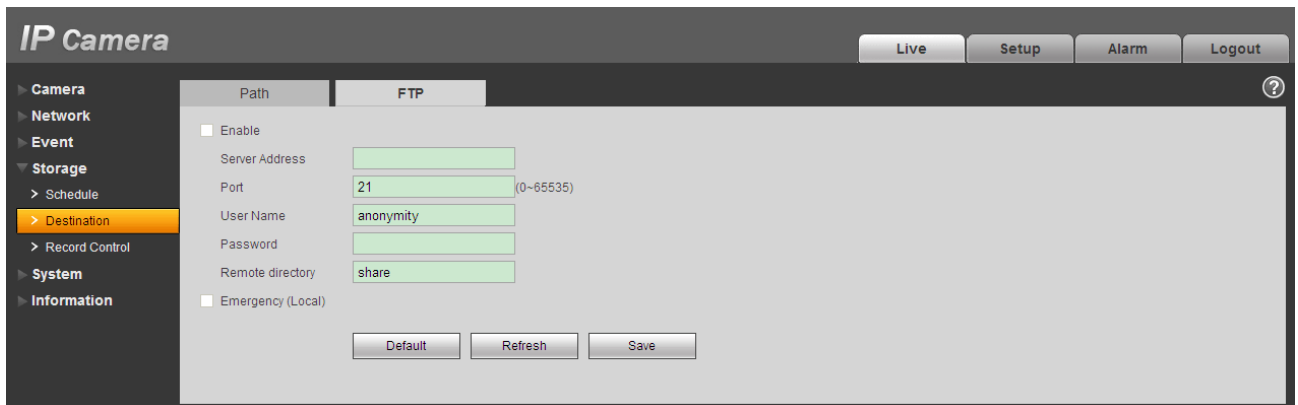 IP Camera
Live Setup Alarm Logout
Camera
Network
Event
Storage
> Schedule
> Destination
> Record Control
System
Information
Path FTP
?
Enable
Server Address
Port 21 (0~65535)
User Name anonymity
Password
Remote directory share
Emergency (Local)
Default Refresh Save